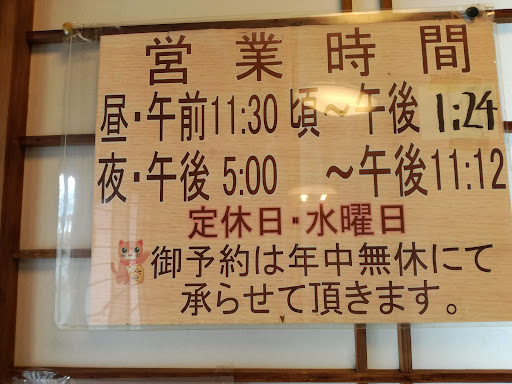 営業時間
昼・午前11:30頃～午後 1:24
夜・午後 5:00 ～午後11:12
定休日・水曜日
御予約は年中無休にて
承らせて頂きます。